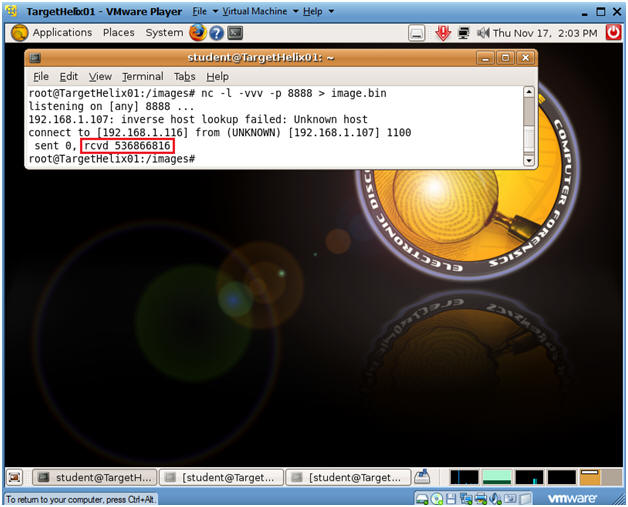 TargetHelix01 - VMware Player File Virtual Machine Help
Applications Places System Thu Nov 17, 2:03 PM
student@TargetHelix01: ~
File Edit View Terminal Tabs Help
root@TargetHelix01:/images# nc -l -vvv -p 8888 > image.bin
listening on [any] 8888 ...
192.168.1.107: inverse host lookup failed: Unknown host
connect to [192.168.1.116] from (UNKNOWN) [192.168.1.107] 1100
sent 0, rcvd 536866816
root@TargetHelix01:/images#
COMPUTER FORENSICS
ELECTRONIC DISC
student@TargetH... [student@Target... [student@Target...
To return to your computer, press Ctrl+Alt.
vmware